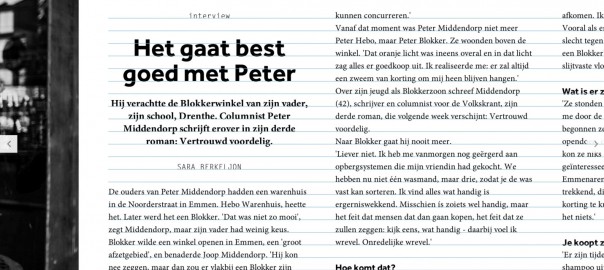 interview
Het gaat best
goed met Peter
Hij verachtte de Blokkerwinkel van zijn vader,
zijn school, Drenthe. Columnist Peter
Middendorp schrijft erover in zijn derde
roman: Vertrouwd voordelig.
SARA BERKELJON
De ouders van Peter Middendorp hadden een warenhuis
in de Noorderstraat in Emmen. Hebo Warenhuis, heette
het. Later werd het een Blokker. 'Dat was niet zo mooi',
zegt Middendorp, maar zijn vader had weinig keus.
Blokker wilde een winkel openen in Emmen, een 'groot
afzetgebied', en benaderde Joop Middendorp. 'Hij kon
nee zeggen, maar dan zou er vlakbij een Blokker zijn
kunnen concurreren.'
Vanaf dat moment was Peter Middendorp niet meer
Peter Hebo, maar Peter Blokker. Ze woonden boven de
winkel. 'Dat oranje licht was ineens overal en in dat licht
zag alles er goedkoop uit. Ik realiseerde me: er zal altijd
een zweem van korting om mij heen blijven hangen.'
Over zijn jeugd als Blokkerzoon schreef Middendorp
(42), schrijver en columnist voor de Volkskrant, zijn
derde roman, die volgende week verschijnt: Vertrouwd
voordelig.
Naar Blokker gaat hij nooit meer.
'Liever niet. Ik heb me vanmorgen nog geërgerd aan
opbergsystemen die mijn vriendin had gekocht. We
hebben nu niet één wasmand, maar drie, zodat je de was
vast kan sorteren. Ik vind alles wat handig is
ergerniswekkend. Misschien is zoiets wel handig, maar
het feit dat mensen dat dan gaan kopen, het feit dat ze
zullen zeggen: kijk eens, wat handig - daarbij voel ik
wrevel. Onredelijke wrevel.'
Hoe komt dat?
afkomen. Ik
Vooral als e
slecht tegen
een blokker
slijtvaste vlo
Wat is er z
'Ze stonden
me door de
begonnen ze
opendo
kon ze niks
geïnteressee
Emmenaren
trekkend, di
korting te k
het niets.'
Je koopt z
'Er zijn tijde
shampoo ui